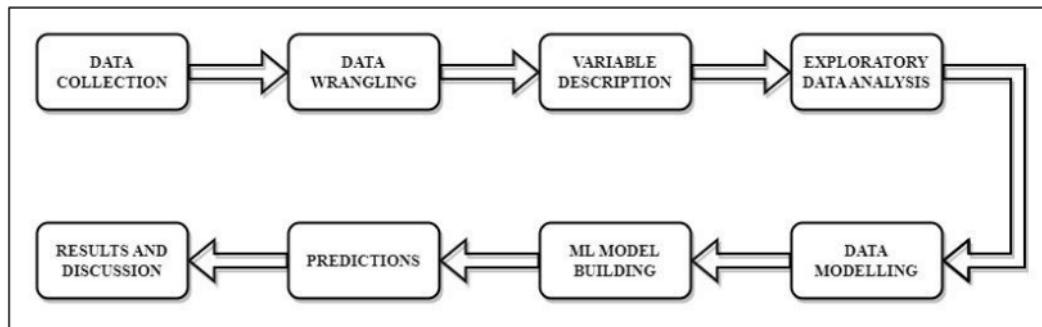 DATA
COLLECTION
DATA
WRANGLING
VARIABLE
DESCRIPTION
EXPLORATORY
DATA ANALYSIS
DATA
MODELLING
ML MODEL
BUILDING
PREDICTIONS
RESULTS AND
DISCUSSION